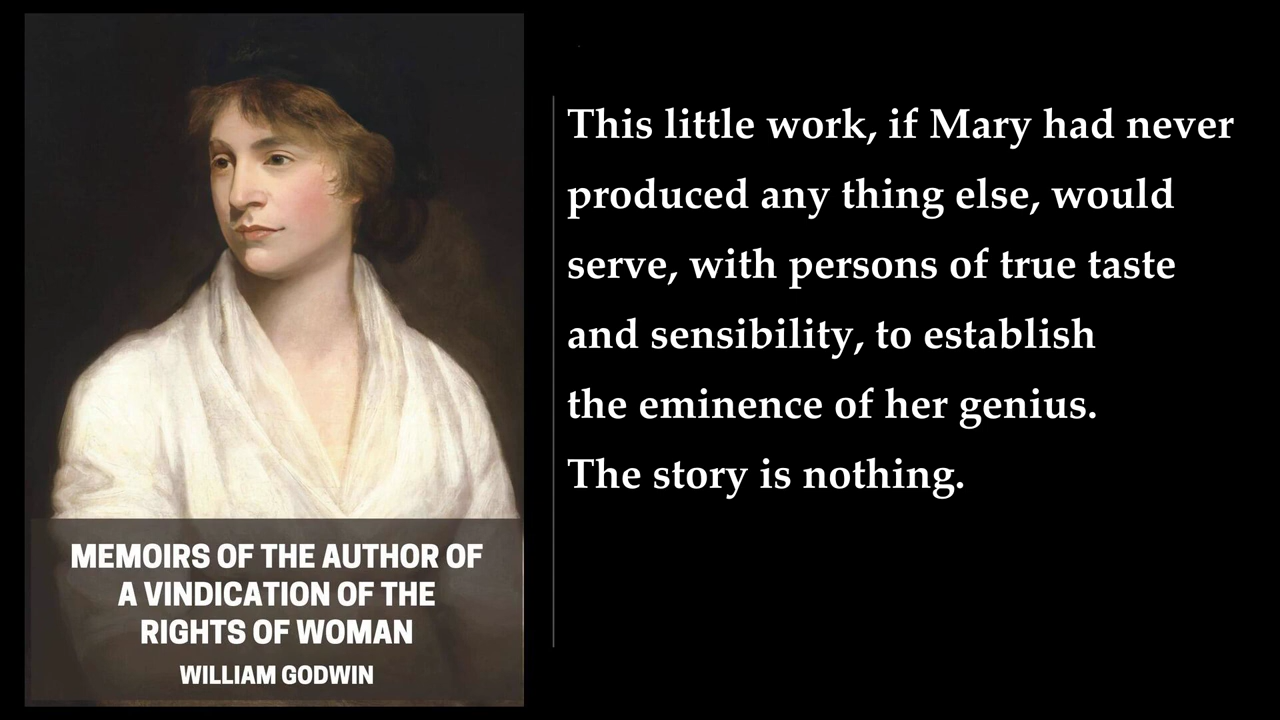 MEMOIRS OF THE AUTHOR OF
A VINDICATION OF THE
RIGHTS OF WOMAN
WILLIAM GODWIN
This little work, if Mary had never
produced any thing else, would
serve, with persons of true taste
and sensibility, to establish
the eminence of her genius.
The story is nothing.